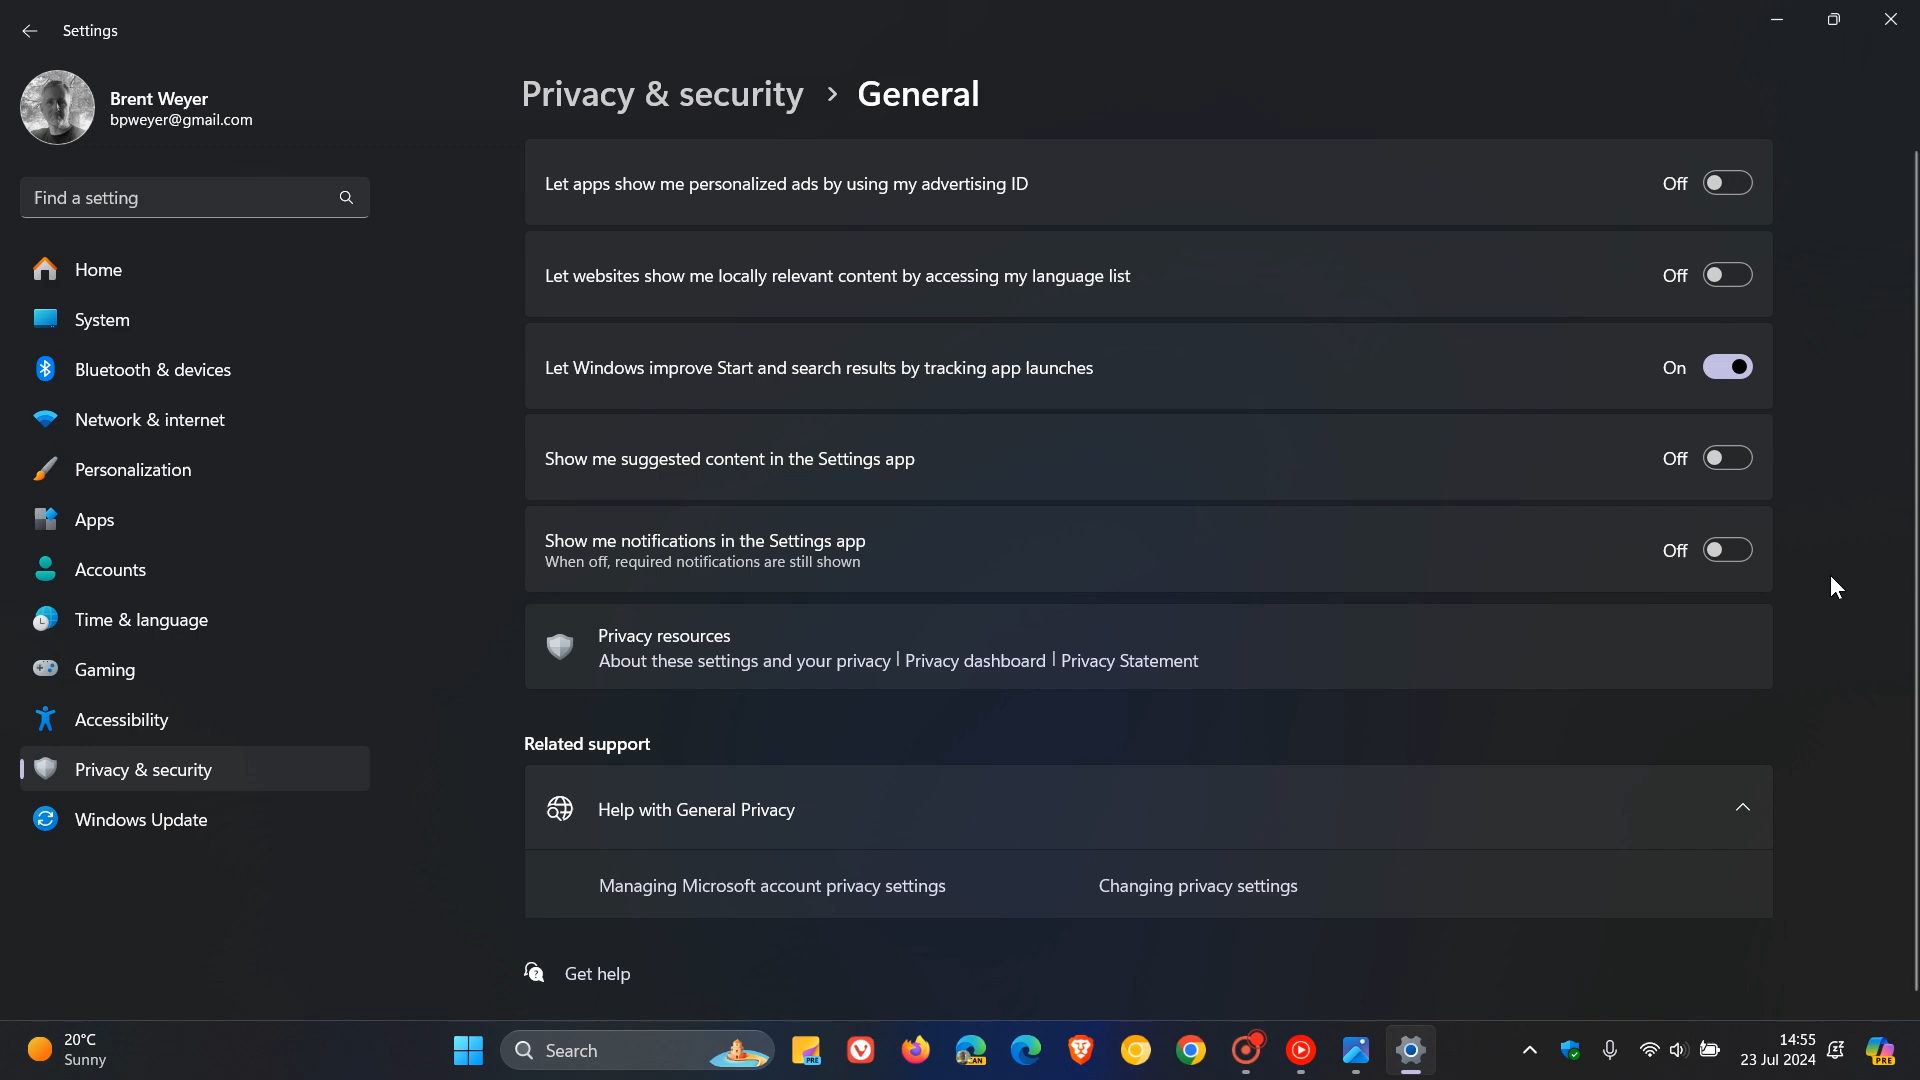 Settings
Brent Weyer
bpweyer@gmail.com
Find a setting
Home
System
Bluetooth & devices
Network & internet
Personalization
Apps
Accounts
Time & language
Gaming
Accessibility
Privacy & security
Windows Update
Privacy & security > General
Let apps show me personalized ads by using my advertising ID Off
Let websites show me locally relevant content by accessing my language list Off
Let Windows improve Start and search results by tracking app launches On
Show me suggested content in the Settings app Off
Show me notifications in the Settings app Off
When off, required notifications are still shown
Privacy resources
About these settings and your privacy | Privacy dashboard | Privacy Statement
Related support
Help with General Privacy
Managing Microsoft account privacy settings Changing privacy settings
Get help
20°C
Sunny
Search
PRE
CAN
14:55
23 Jul 2024
PRE